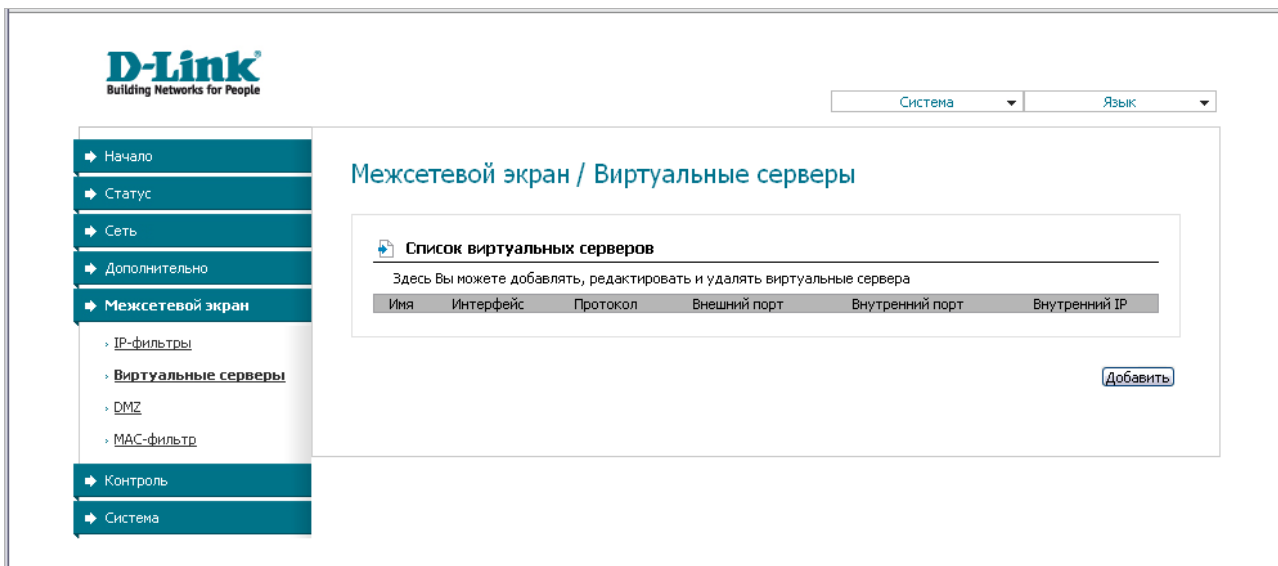 D-Link®
Building Networks for People
Система Язык
Начало
Статус
Сеть
Дополнительно
Межсетевой экран
IP-фильтры
Виртуальные серверы
DMZ
MAC-фильтр
Контроль
Система
Межсетевой экран / Виртуальные серверы
Список виртуальных серверов
Здесь Вы можете добавлять, редактировать и удалять виртуальные сервера
Имя Интерфейс Протокол Внешний порт Внутренний порт Внутренний IP
Добавить